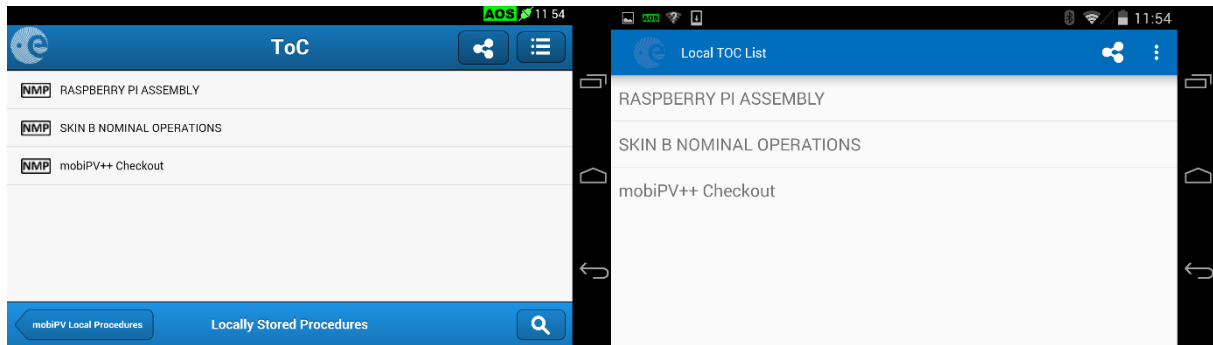 AOS 11 54
ToC
NMP RASPBERRY PI ASSEMBLY
NMP SKIN B NOMINAL OPERATIONS
NMP mobiPV++ Checkout
mobiPV Local Procedures Locally Stored Procedures
AOS 11:54
Local TOC List
RASPBERRY PI ASSEMBLY
SKIN B NOMINAL OPERATIONS
mobiPV++ Checkout